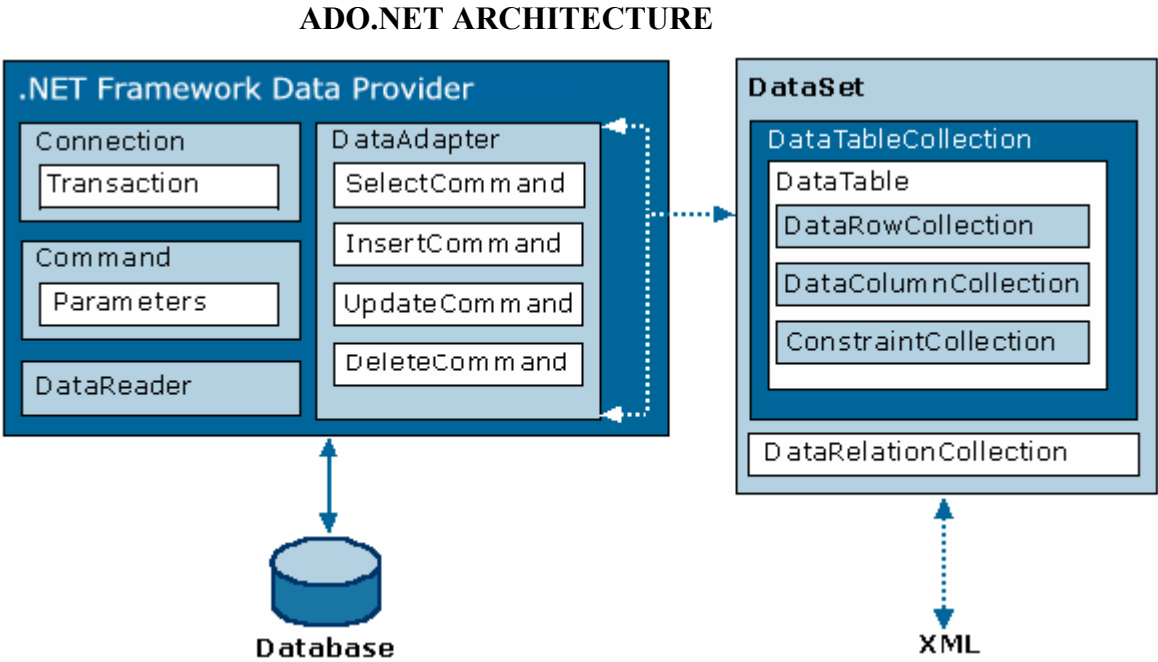 ADO.NET ARCHITECTURE
.NET Framework Data Provider
Connection
Transaction
Command
Parameters
DataReader
DataAdapter
SelectCommand
InsertCommand
UpdateCommand
DeleteCommand
Database
DataSet
DataTableCollection
DataTable
DataRowCollection
DataColumnCollection
ConstraintCollection
DataRelationCollection
XML